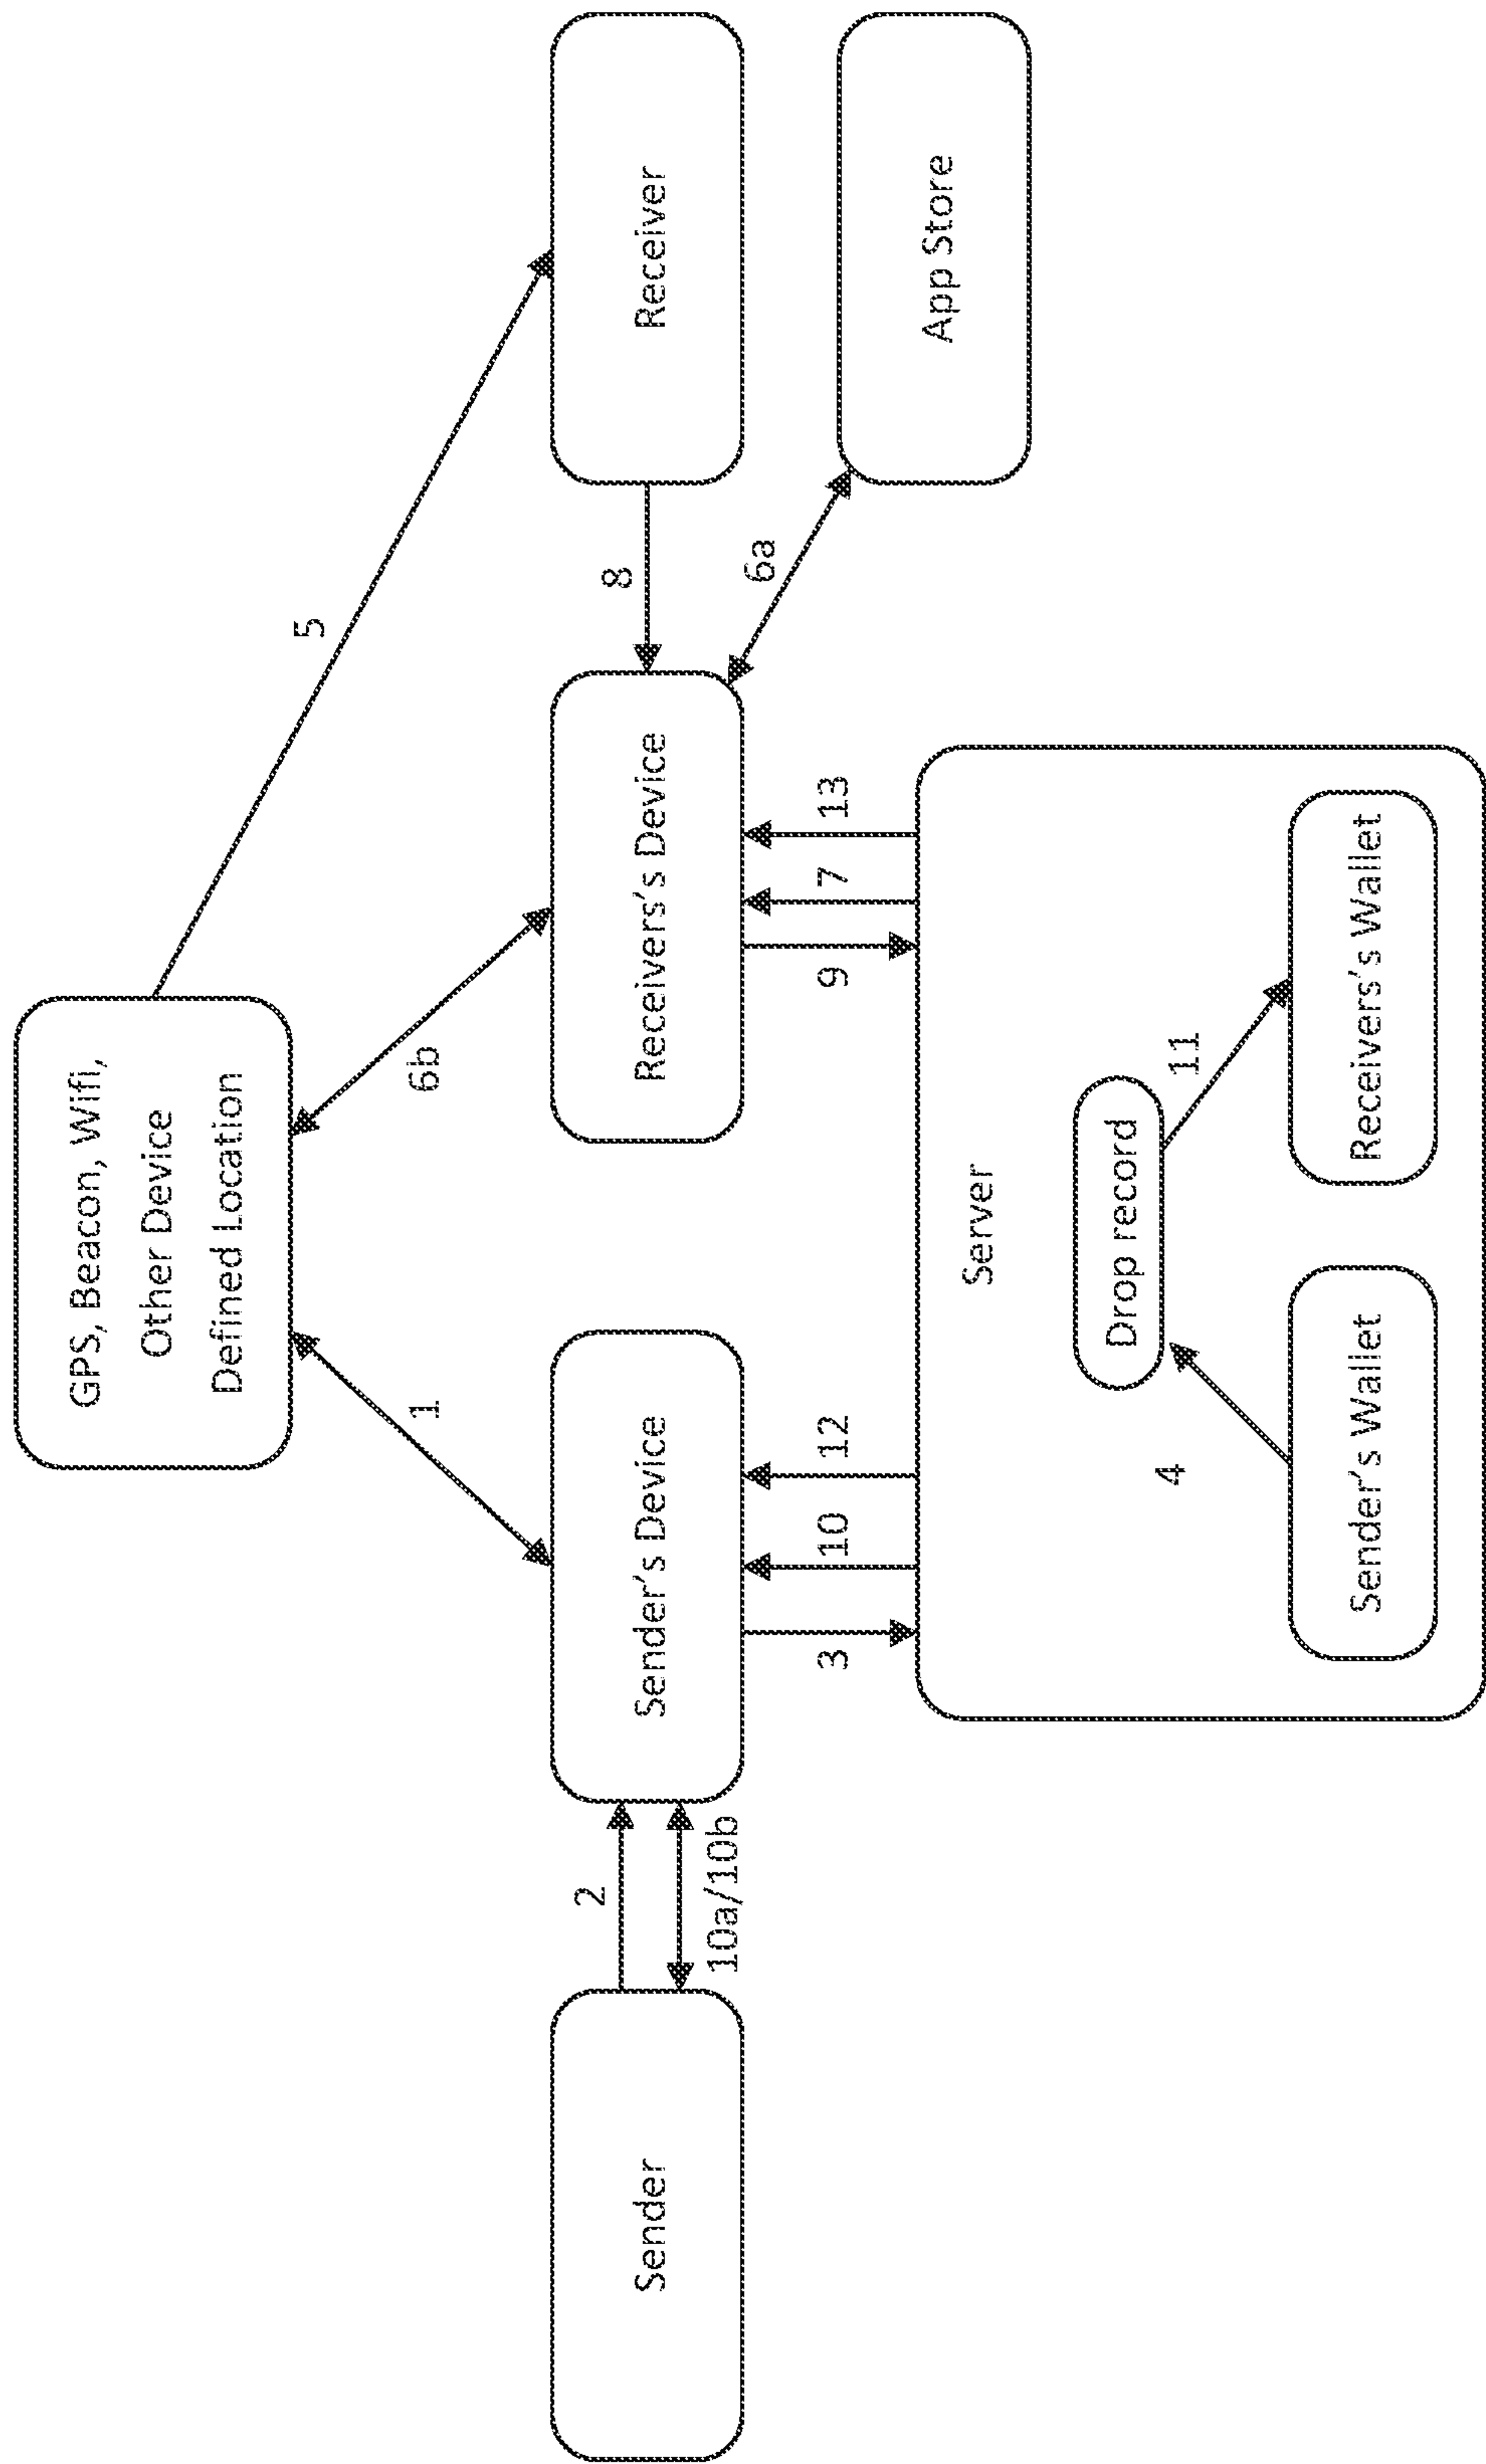 GPS, Beacon, Wifi,
Other Device
Defined Location
5
1
6b
Sender
2
10a/10b
Sender's Device
Receivers's Device
8
Receiver
6a
App Store
3
10
12
9
7
13
Server
Drop record
4
11
Sender's Wallet
Receivers's Wallet